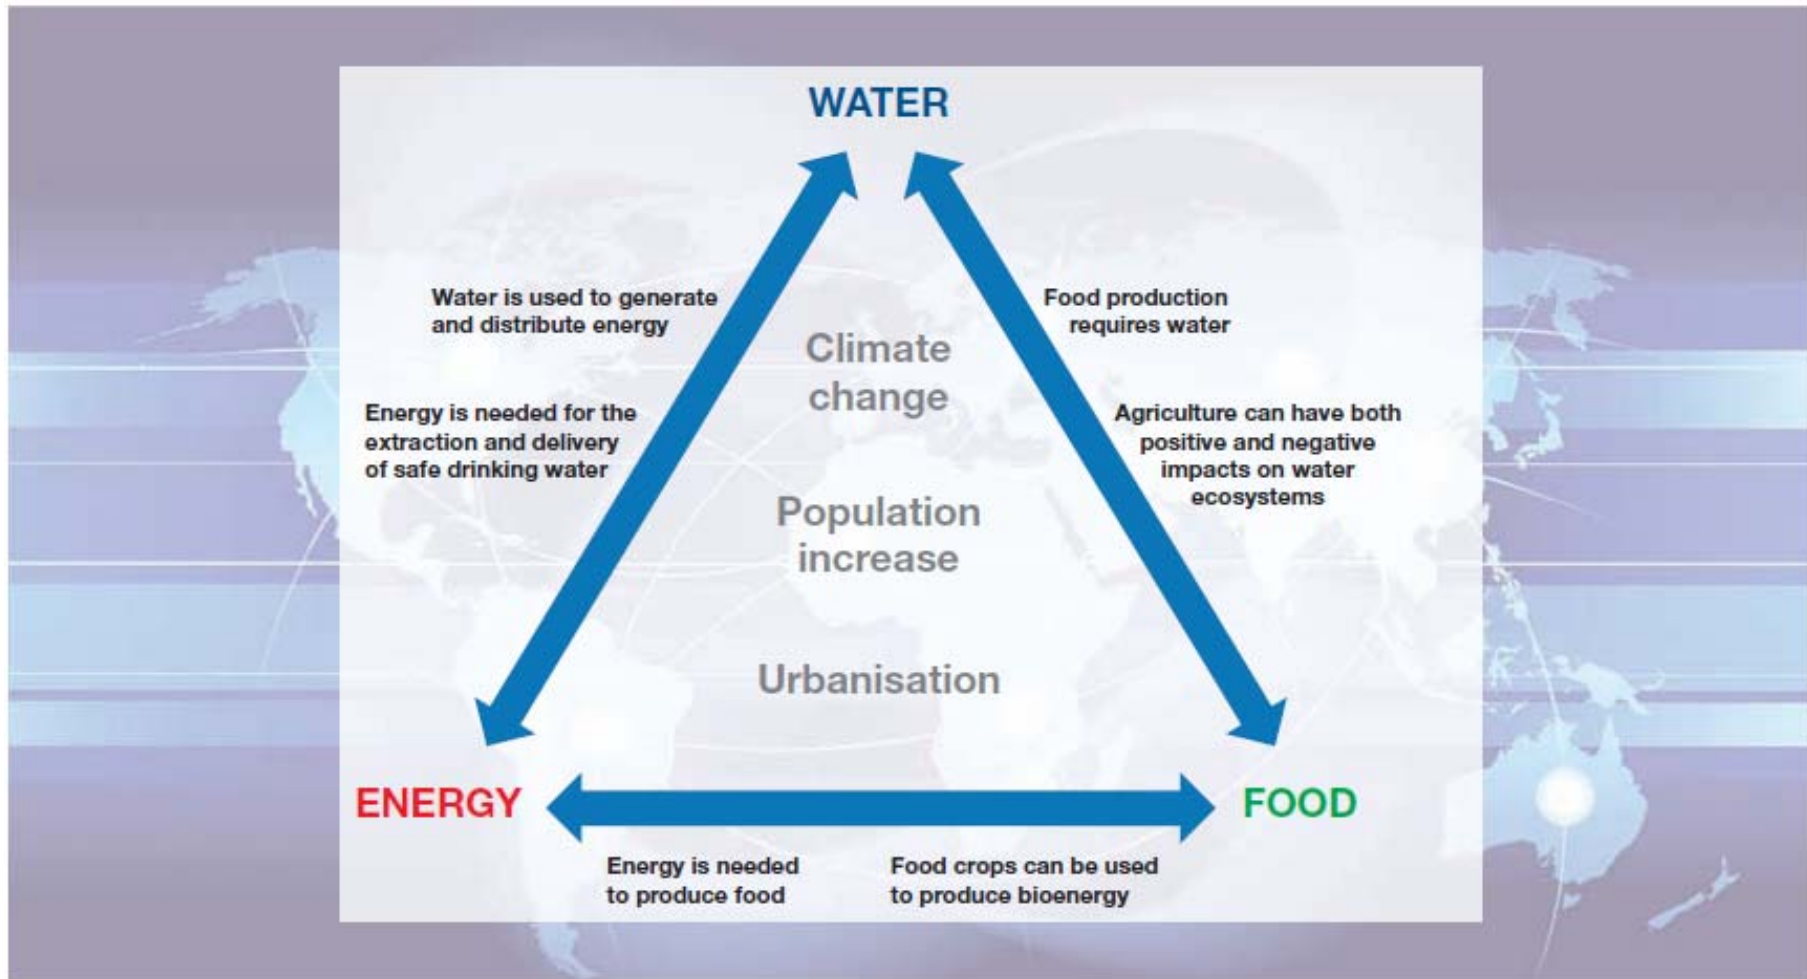 WATER
Water is used to generate
and distribute energy
Food production
requires water
Climate
change
Energy is needed for the
extraction and delivery
of safe drinking water
Agriculture can have both
positive and negative
impacts on water
ecosystems
Population
increase
Urbanisation
ENERGY
FOOD
Energy is needed
to produce food
Food crops can be used
to produce bioenergy